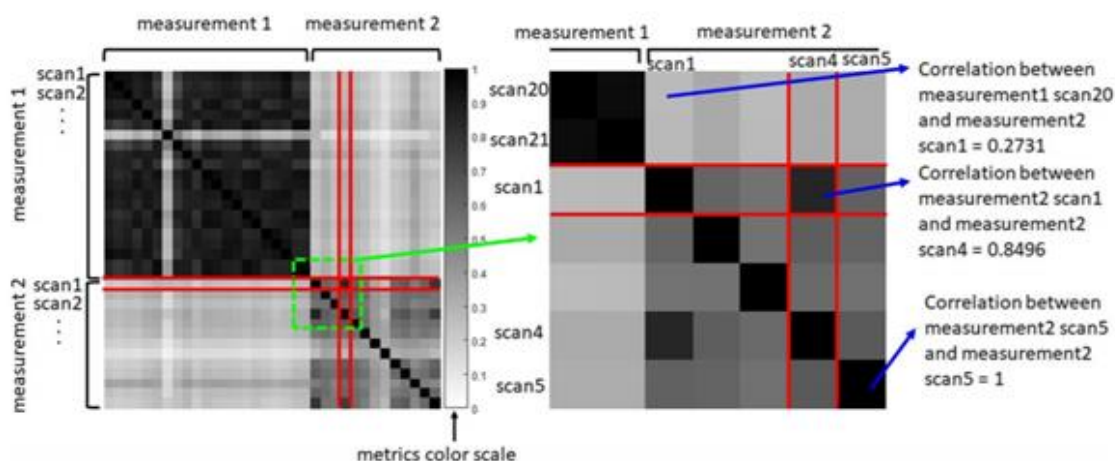 measurement 1
measurement 2
scan1
scan2
measurement 1
scan1
scan2
measurement 2
1
0.9
0.8
0.7
0.6
0.5
0.4
0.3
0.2
0.1
0
metrics color scale
measurement 1
measurement 2
scan1
scan4
scan5
scan20
scan21
scan1
scan4
scan5
Correlation between
measurement1 scan20
and measurement2
scan1 = 0.2731
Correlation between
measurement2 scan1
and measurement2
scan4 = 0.8496
Correlation between
measurement2 scan5
and measurement2
scan5 = 1